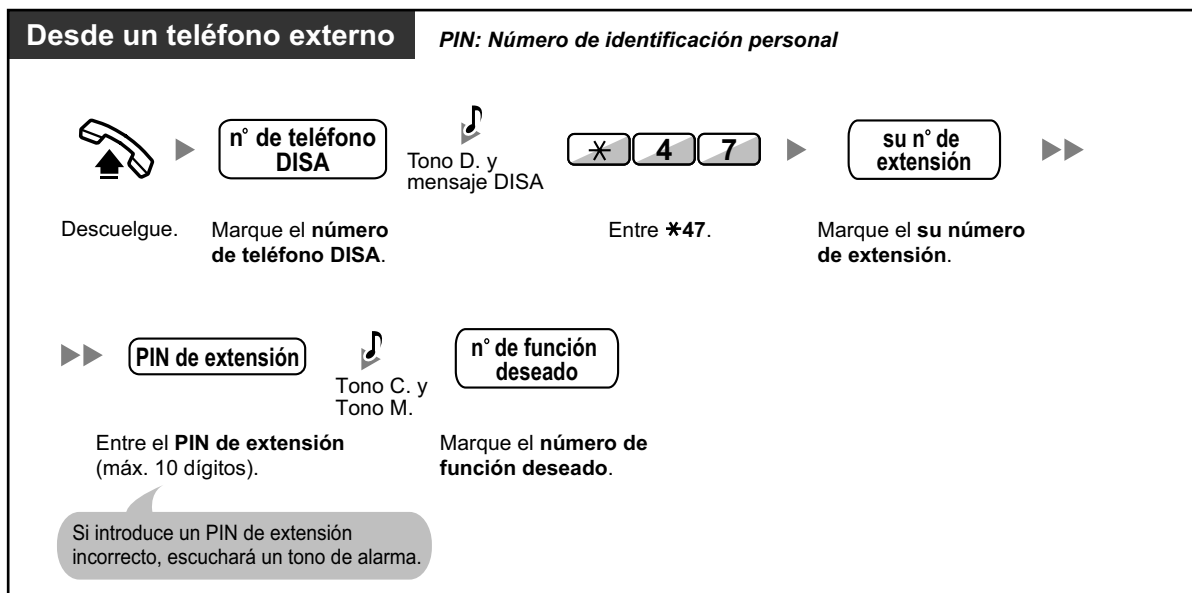 Desde un teléfono externo
PIN: Número de identificación personal
n° de teléfono
DISA
Tono D. y
mensaje DISA
* 4 7
su n° de
extensión
Descuelgue.
Marque el número
de teléfono DISA.
Entre *47.
Marque el su número
de extensión.
PIN de extensión
Tono C. y
Tono M.
n° de función
deseado
Entre el PIN de extensión
(máx. 10 dígitos).
Marque el número de
función deseado.
Si introduce un PIN de extensión
incorrecto, escuchará un tono de alarma.